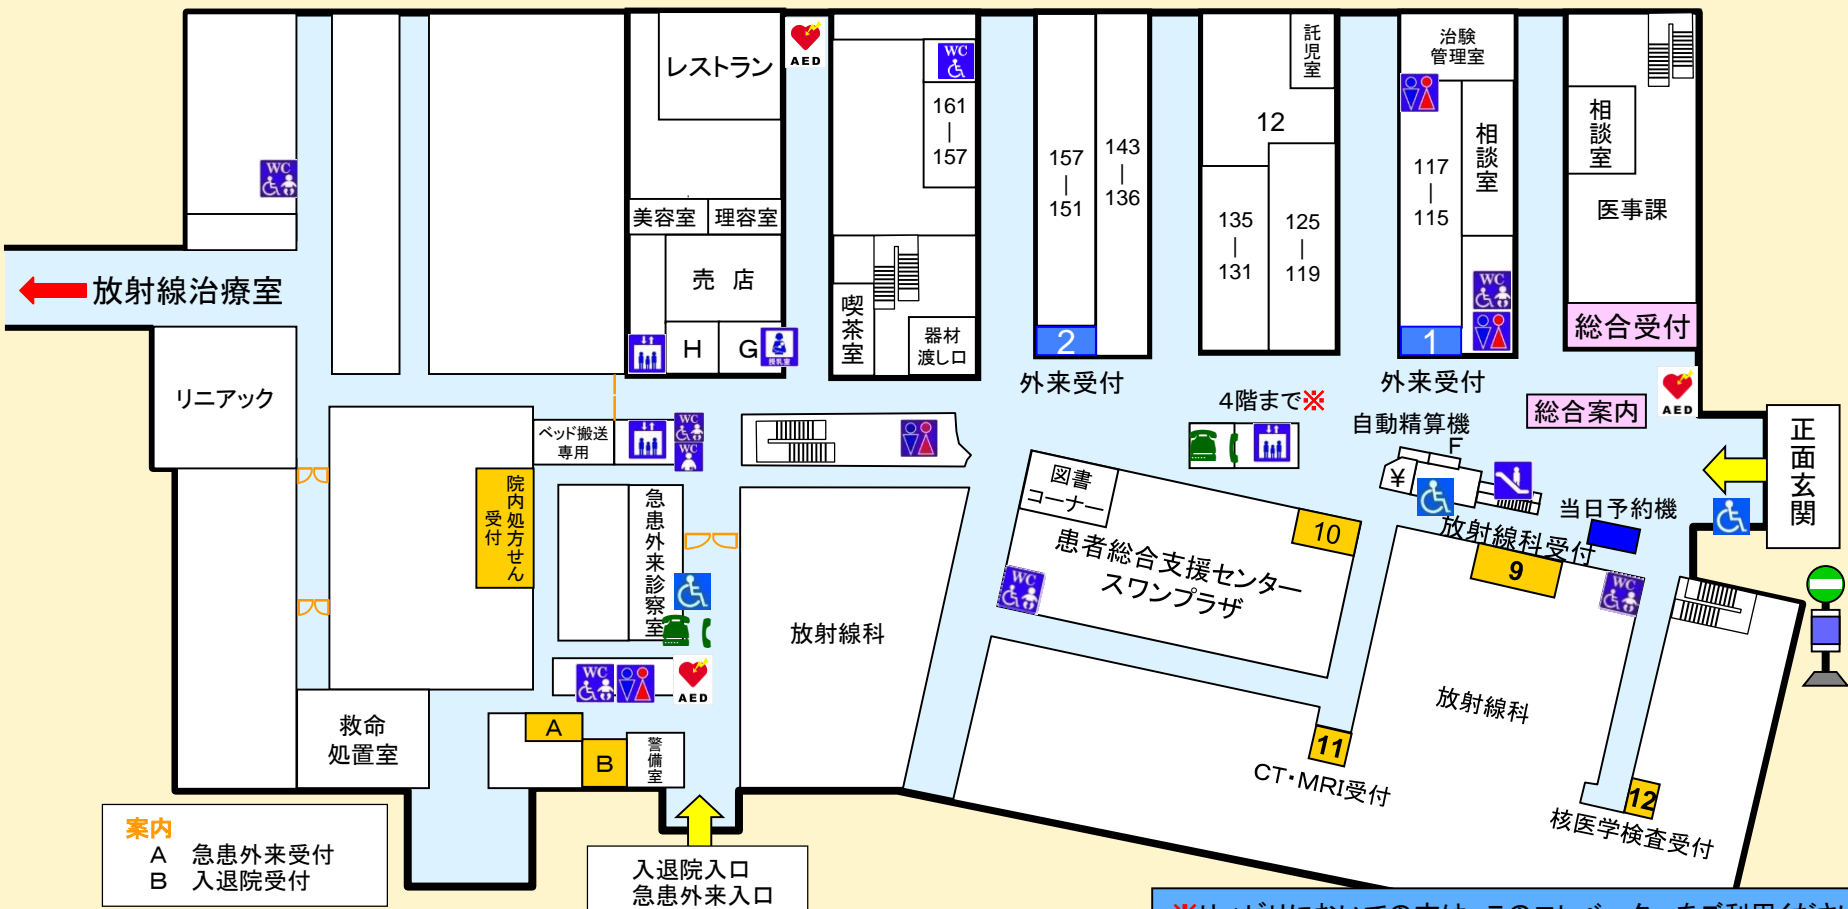 レストラン
AED
WC
161
|
157
157
|
151
143
|
136
託児室
12
135
|
131
125
|
119
治験
管理室
117
|
115
相談室
WC
相談室
医事課
総合受付
WC
美容室
理容室
売 店
H
G
授乳室
喫茶室
器材
渡し口
2
外来受付
1
外来受付
放射線治療室
リニアック
ベッド搬送
専用
WC
WC
4階まで※
自動精算機
F
¥
総合案内
AED
正面玄関
当日予約機
院内処方せん
受付
急患外来診察室
図書
コーナー
患者総合支援センター
スワンプラザ
10
放射線科受付
9
WC
WC
放射線科
放射線科
WC
AED
救命
処置室
A
B
警備室
11
CT・MRI受付
12
核医学検査受付
案内
A 急患外来受付
B 入退院受付
入退院入口
急患外来入口